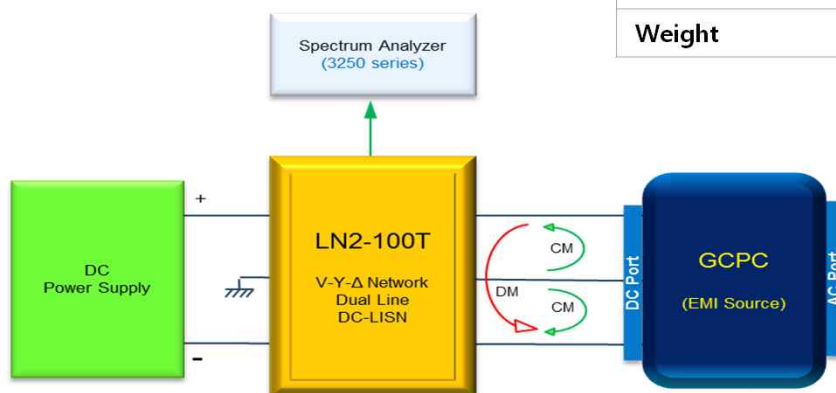 Weight
Spectrum Analyzer
(3250 series)
+
DC
Power Supply
-
LN2-100T
V-Y-Δ Network
Dual Line
DC-LISN
CM
DM
CM
DC Port
GCPC
(EMI Source)
AC Port